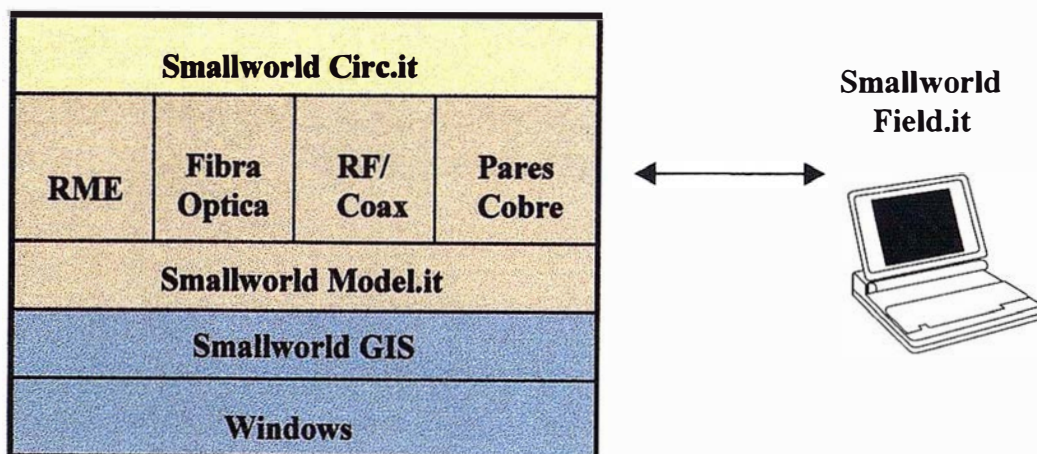 Smallworld Circ.it
RME
Fibra
Optica
RF/
Coax
Pares
Cobre
Smallworld Model.it
Smallworld GIS
Windows
Smallworld
Field.it